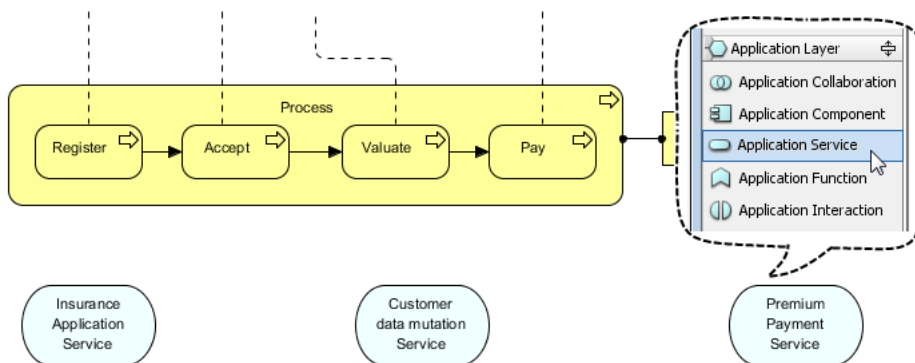 Process
Register
Accept
Valuate
Pay
Application Layer
Application Collaboration
Application Component
Application Service
Application Function
Application Interaction
Insurance
Application
Service
Customer
data mutation
Service
Premium
Payment
Service